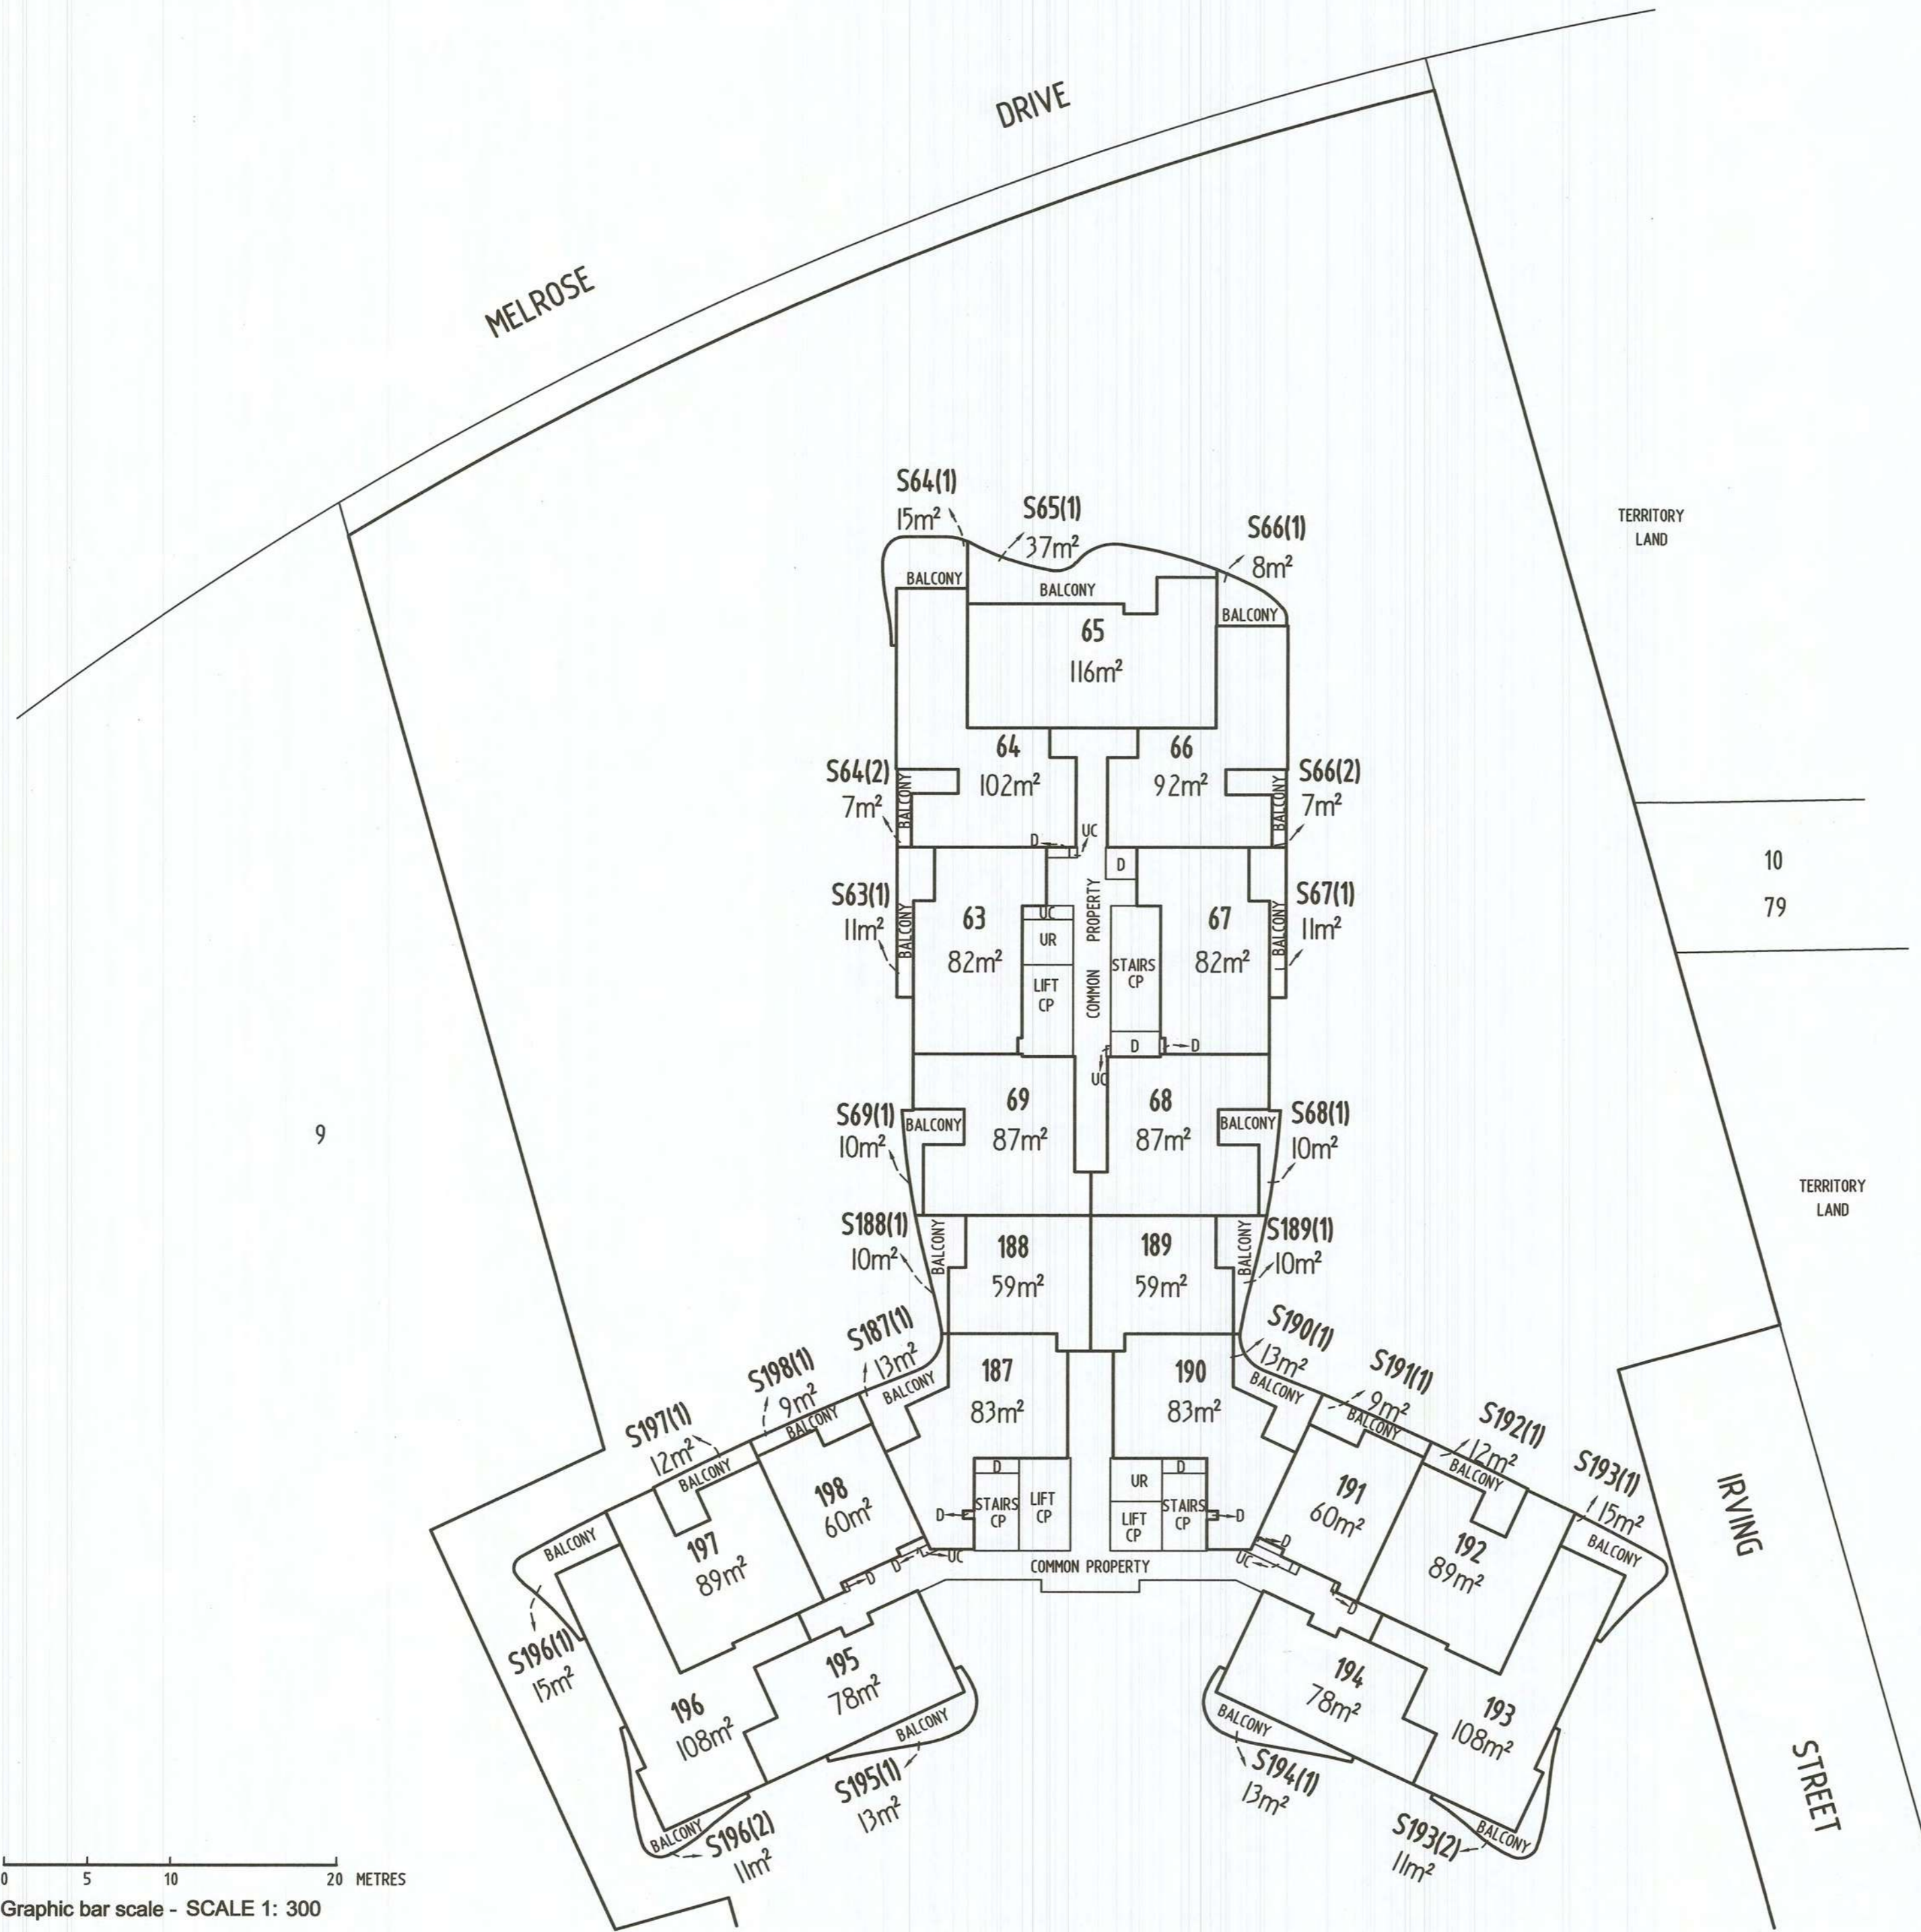 DRIVE
MELROSE
S64(1)
15m²
S65(1)
37m²
S66(1)
8m²
BALCONY
BALCONY
BALCONY
TERRITORY
LAND
65
116m²
64
102m²
66
92m²
S64(2)
7m²
BALCONY
S66(2)
7m²
BALCONY
D
UC
D
10
79
S63(1)
11m²
BALCONY
63
82m²
UC
UR
LIFT
CP
COMMON PROPERTY
STAIRS
CP
67
82m²
S67(1)
11m²
BALCONY
D
D
UC
69
87m²
68
87m²
S69(1)
10m²
BALCONY
S68(1)
10m²
BALCONY
9
TERRITORY
LAND
S188(1)
10m²
BALCONY
188
59m²
189
59m²
S189(1)
10m²
BALCONY
S187(1)
13m²
BALCONY
187
83m²
190
83m²
S190(1)
13m²
BALCONY
S198(1)
9m²
BALCONY
S191(1)
9m²
BALCONY
S197(1)
12m²
BALCONY
S192(1)
12m²
BALCONY
S193(1)
15m²
BALCONY
198
60m²
D
STAIRS
CP
LIFT
CP
D
UR
LIFT
CP
D
STAIRS
CP
D
191
60m²
197
89m²
192
89m²
BALCONY
D
UC
D
COMMON PROPERTY
UC
D
D
IRVING
S196(1)
15m²
195
78m²
194
78m²
196
108m²
193
108m²
BALCONY
BALCONY
S195(1)
13m²
S194(1)
13m²
STREET
BALCONY
S196(2)
11m²
S193(2)
11m²
BALCONY
0 5 10 20 METRES
Graphic bar scale - SCALE 1: 300